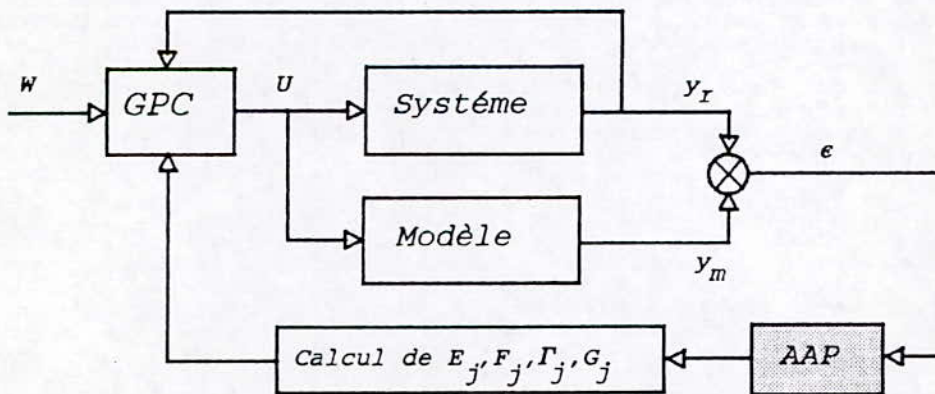 W
GPC
U
Systéme
y_r
ϵ
Modèle
y_m
Calcul de E_j, F_j, Γ_j, G_j
AAP